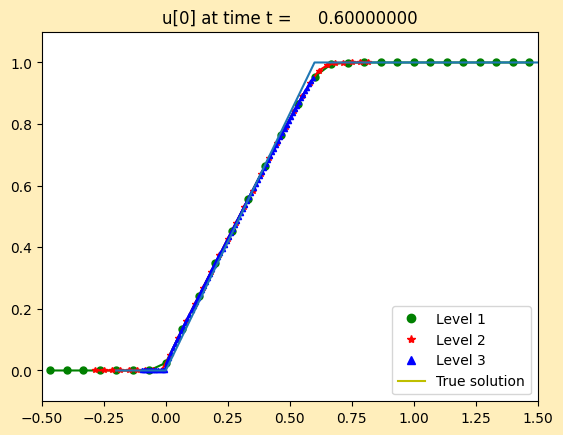 u[0] at time t = 0.60000000
1.0
0.8
0.6
0.4
0.2
0.0
−0.50 −0.25 0.00 0.25 0.50 0.75 1.00 1.25 1.50
Level 1
Level 2
Level 3
True solution